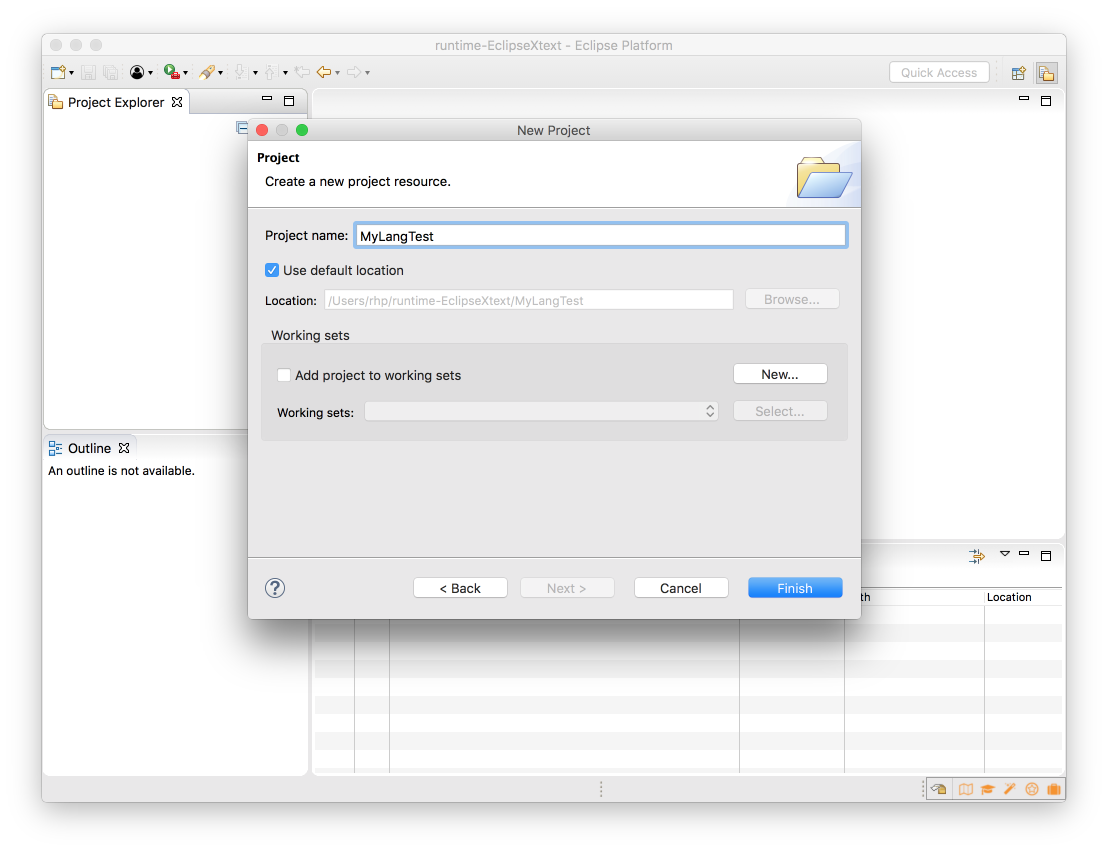 runtime-EclipseXtext - Eclipse Platform
Quick Access
Project Explorer
New Project
Project
Create a new project resource.
Project name: MyLangTest
Use default location
Location: /Users/rhp/runtime-EclipseXtext/MyLangTest Browse...
Working sets
Add project to working sets New...
Working sets: Select...
Outline
An outline is not available.
? < Back Next > Cancel Finish
th Location